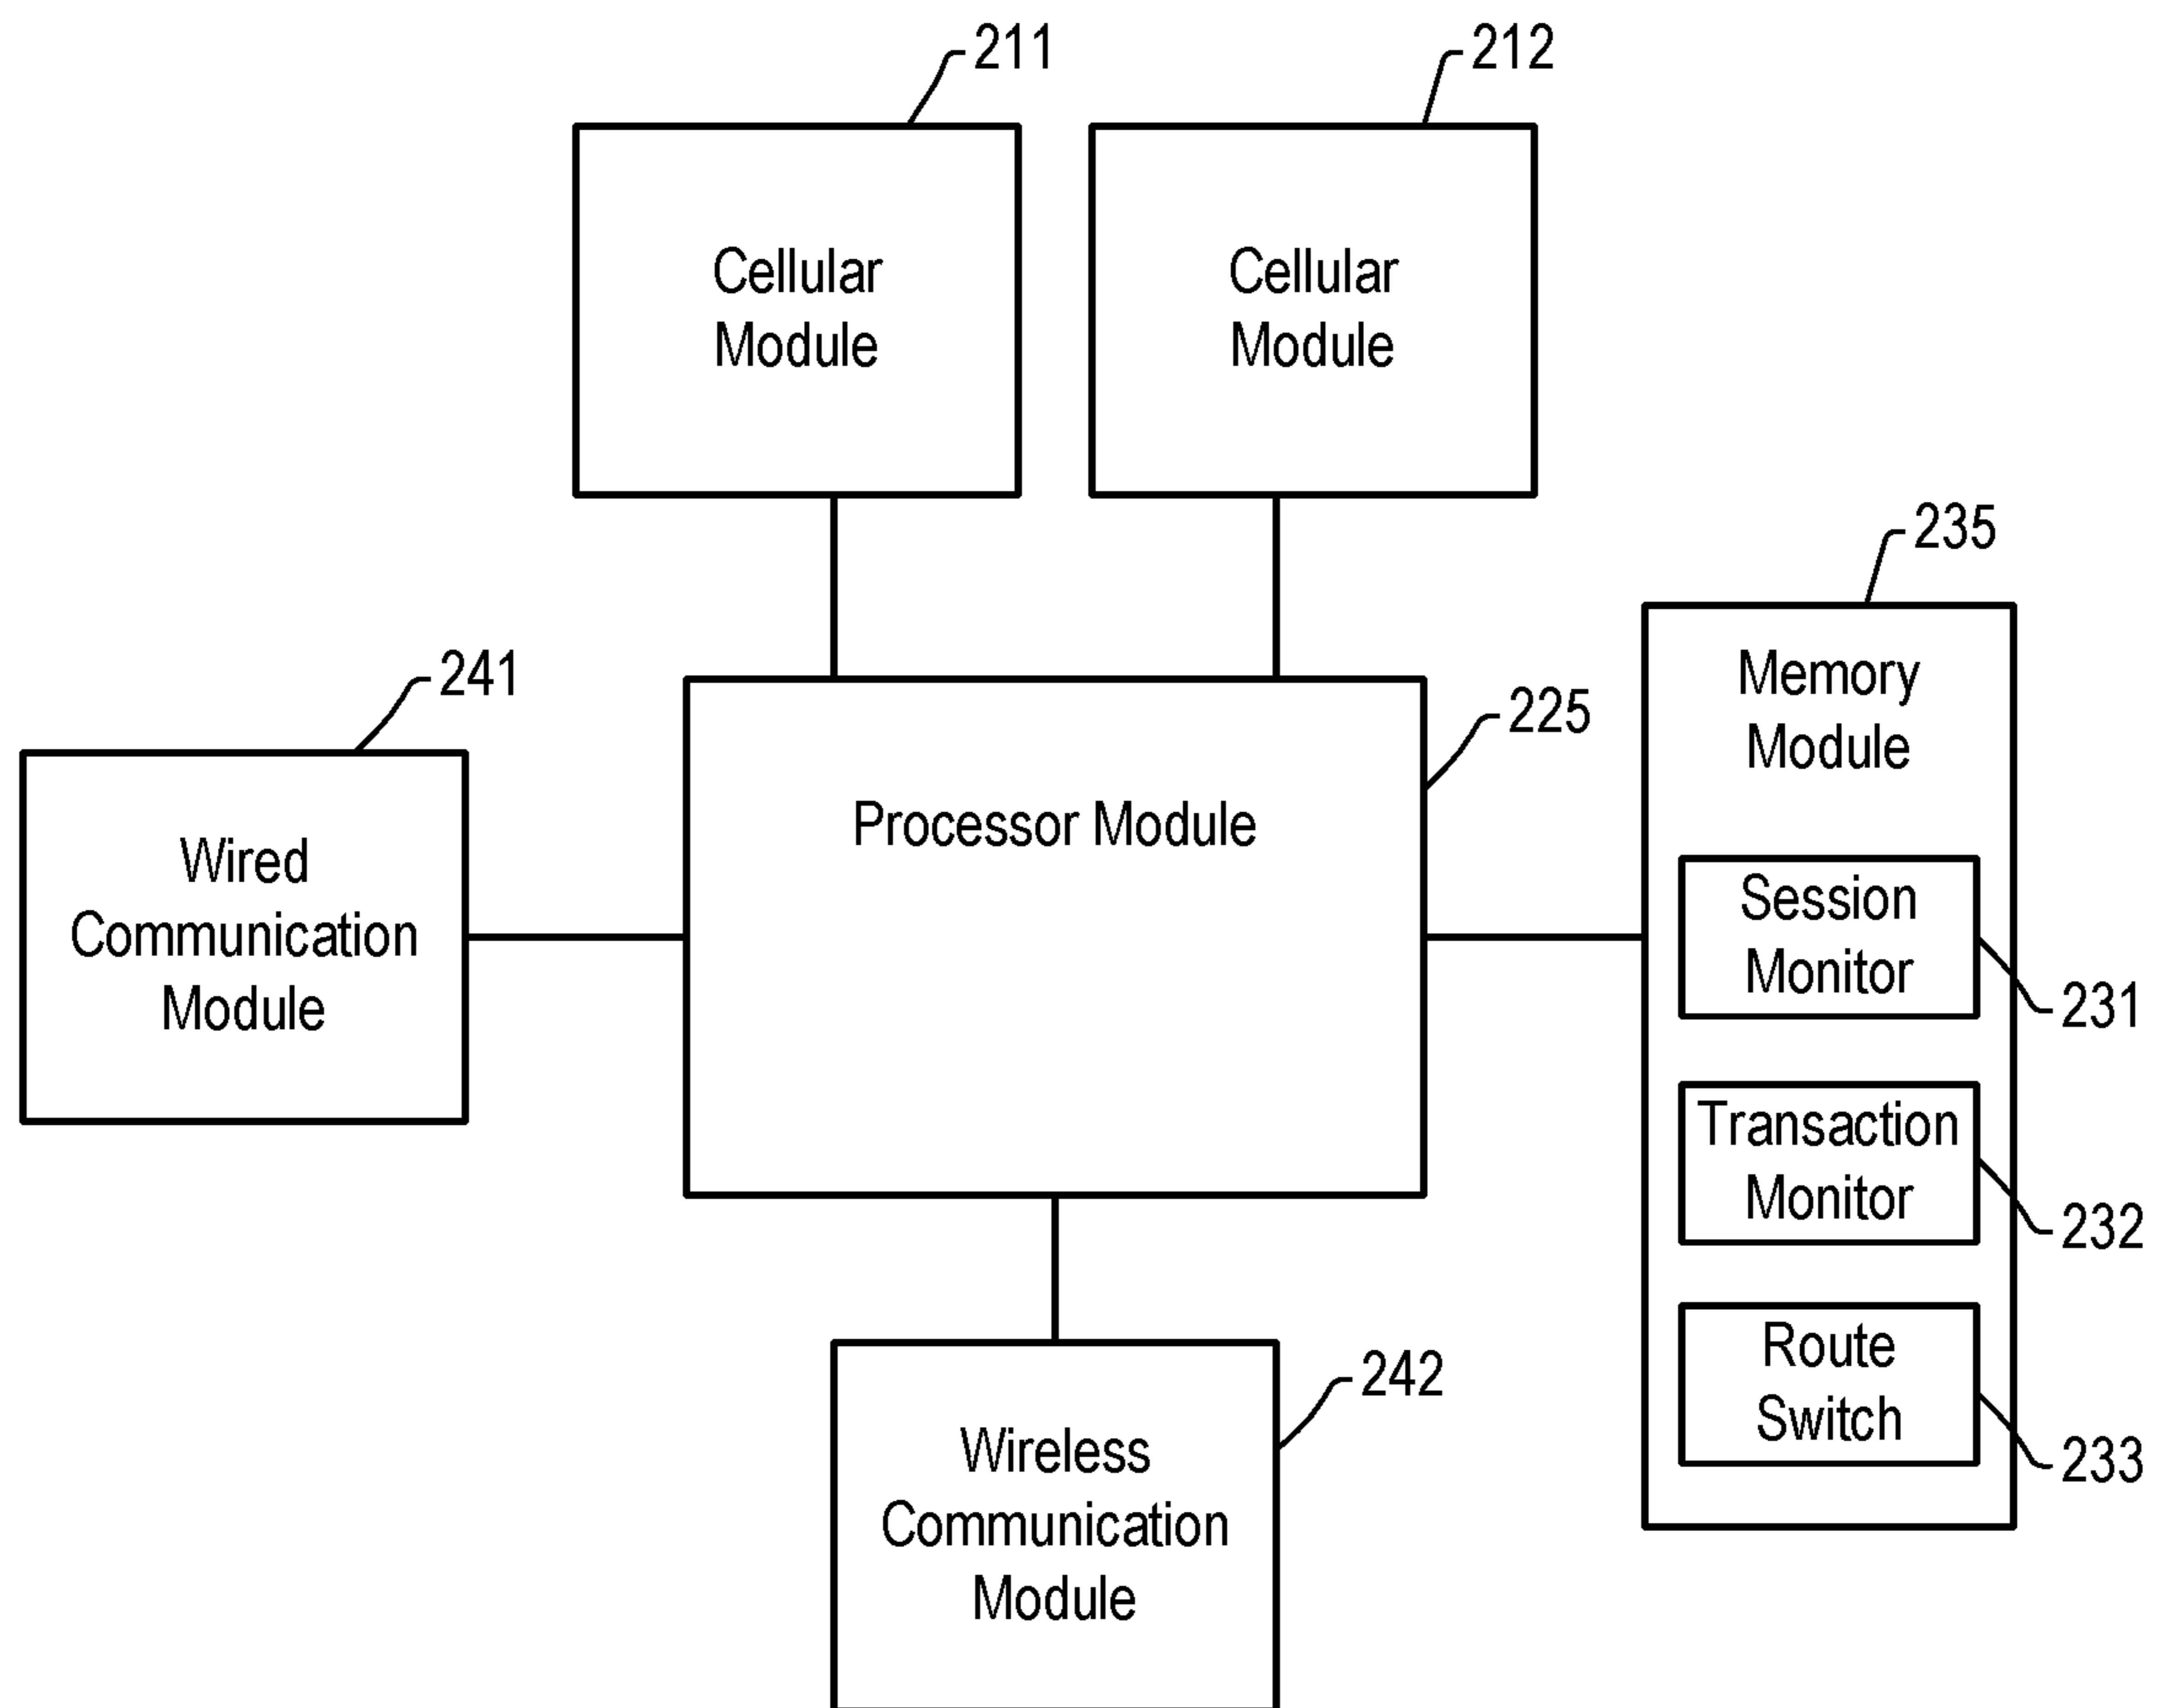 211
212
Cellular
Module
Cellular
Module
235
241
225
Memory
Module
Processor Module
Wired
Communication
Module
Session
Monitor
231
Transaction
Monitor
232
Route
Switch
233
242
Wireless
Communication
Module